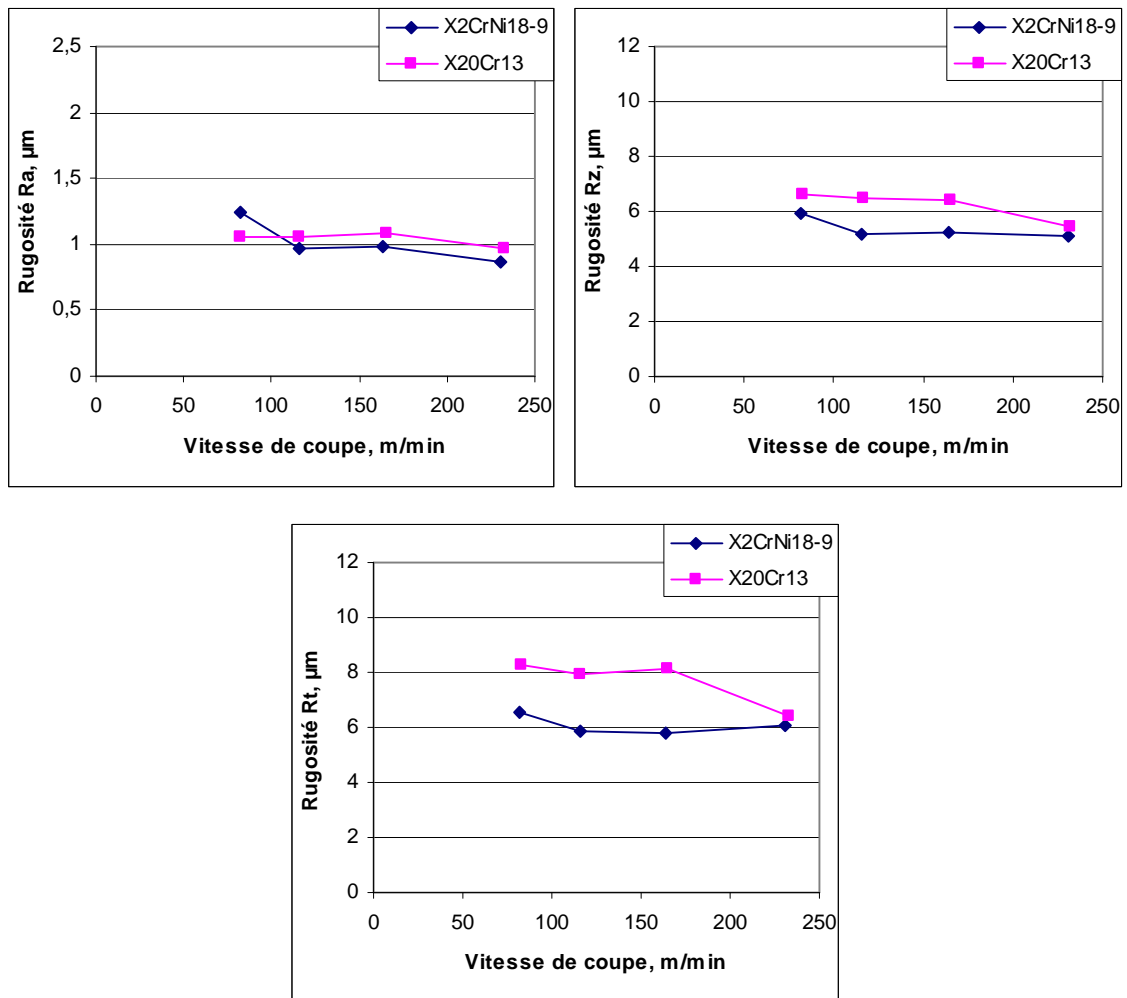 X2CrNi18-9
X20Cr13
2,5
2
1,5
1
0,5
0
Rugosité Ra, µm
0 50 100 150 200 250
Vitesse de coupe, m/min
X2CrNi18-9
X20Cr13
12
10
8
6
4
2
0
Rugosité Rz, µm
0 50 100 150 200 250
Vitesse de coupe, m/min
X2CrNi18-9
X20Cr13
12
10
8
6
4
2
0
Rugosité Rt, µm
0 50 100 150 200 250
Vitesse de coupe, m/min